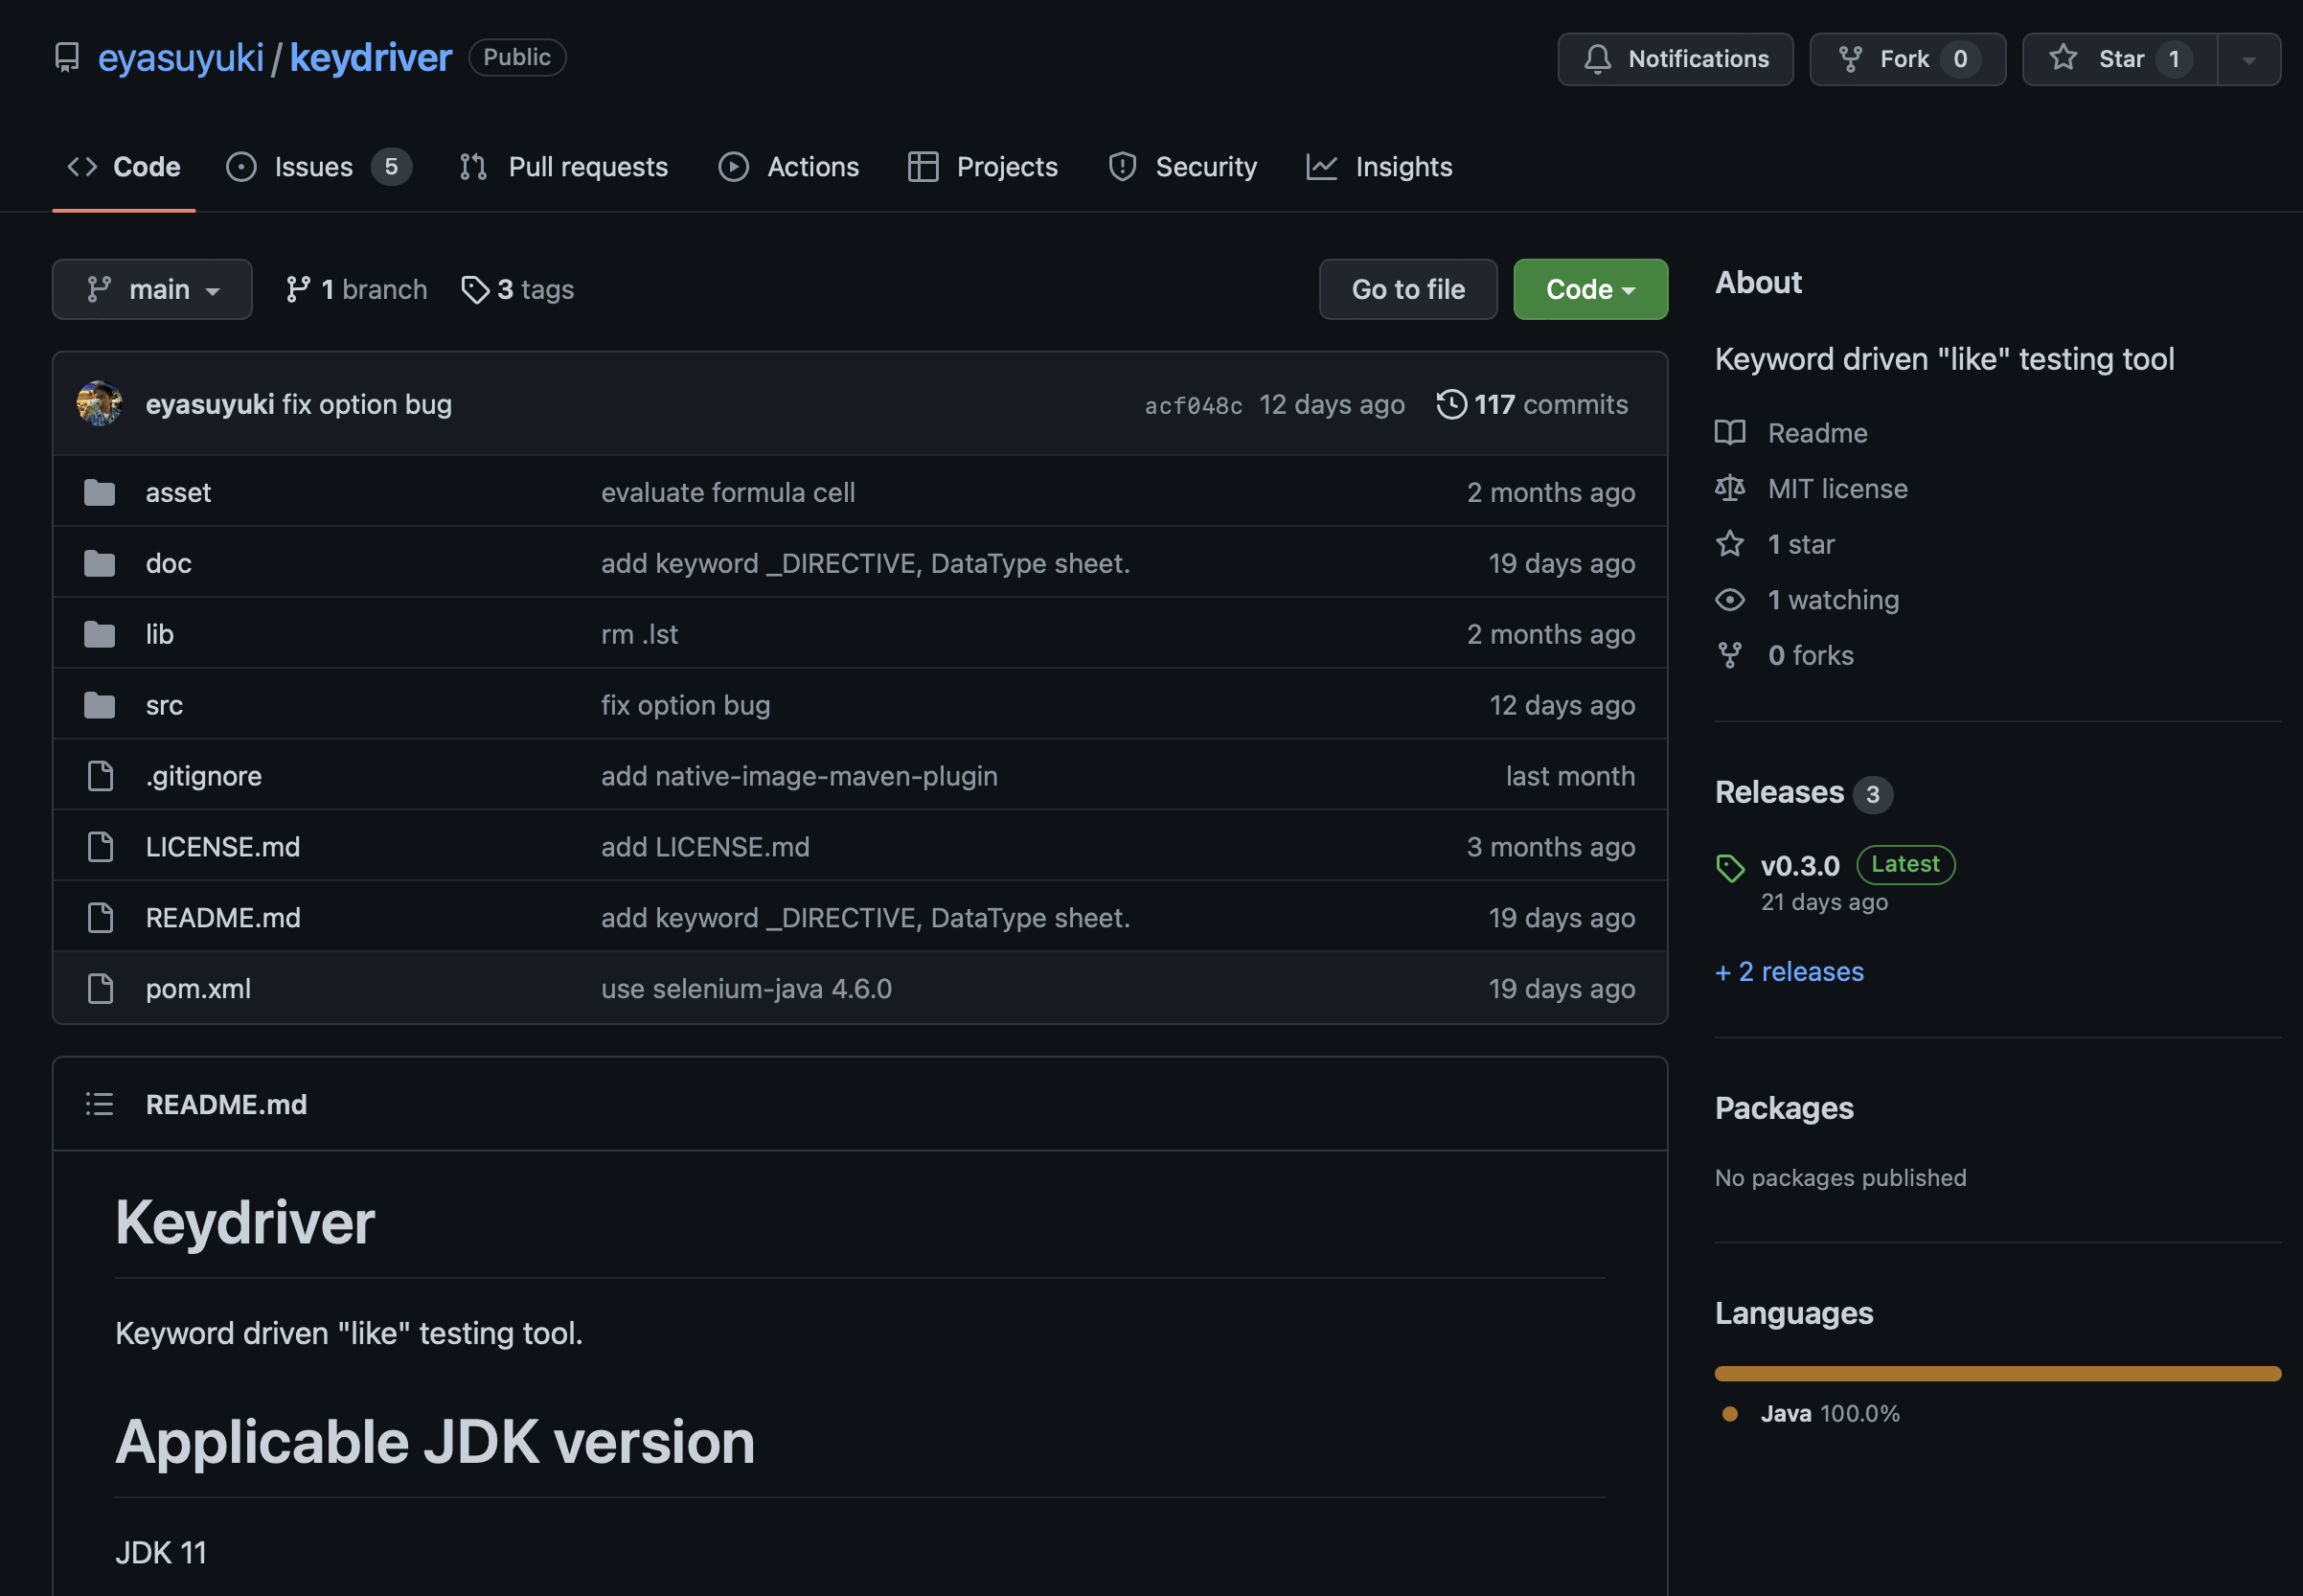 eyasuyuki / keydriver Public
Notifications Fork 0 Star 1
Code Issues 5 Pull requests Actions Projects Security Insights
main 1 branch 3 tags Go to file Code
eyasuyuki fix option bug acf048c 12 days ago 117 commits
asset evaluate formula cell 2 months ago
doc add keyword _DIRECTIVE, DataType sheet. 19 days ago
lib rm .lst 2 months ago
src fix option bug 12 days ago
.gitignore add native-image-maven-plugin last month
LICENSE.md add LICENSE.md 3 months ago
README.md add keyword _DIRECTIVE, DataType sheet. 19 days ago
pom.xml use selenium-java 4.6.0 19 days ago
README.md
Keydriver
Keyword driven "like" testing tool.
Applicable JDK version
JDK 11
About
Keyword driven "like" testing tool
Readme
MIT license
1 star
1 watching
0 forks
Releases 3
v0.3.0 Latest
21 days ago
+ 2 releases
Packages
No packages published
Languages
Java 100.0%